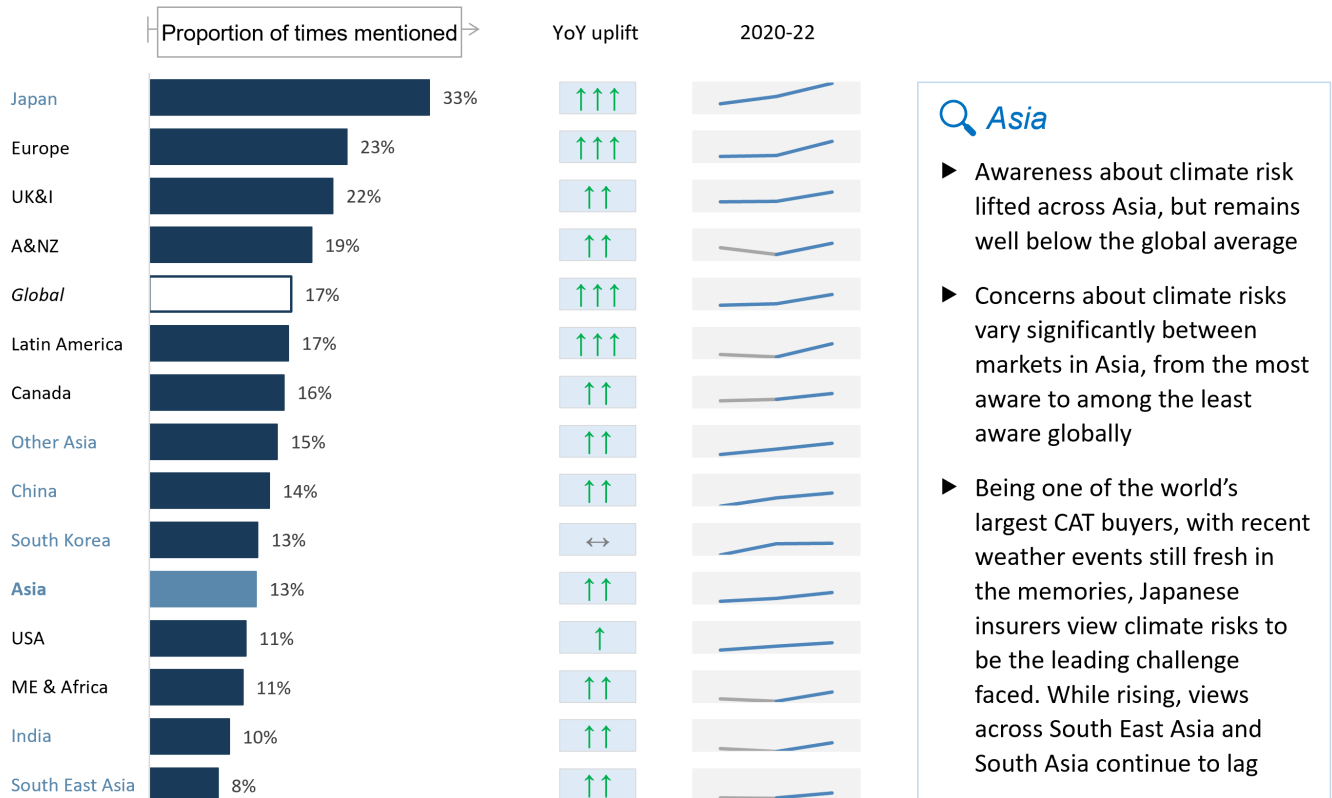 Proportion of times mentioned YoY uplift 2020-22
Japan 33% ↑↑↑
Europe 23% ↑↑↑
UK&I 22% ↑↑
A&NZ 19% ↑↑
Global 17% ↑↑↑
Latin America 17% ↑↑↑
Canada 16% ↑↑
Other Asia 15% ↑↑
China 14% ↑↑
South Korea 13% ↔
Asia 13% ↑↑
USA 11% ↑
ME & Africa 11% ↑↑
India 10% ↑↑
South East Asia 8% ↑↑
Asia
► Awareness about climate risk
lifted across Asia, but remains
well below the global average
► Concerns about climate risks
vary significantly between
markets in Asia, from the most
aware to among the least
aware globally
► Being one of the world’s
largest CAT buyers, with recent
weather events still fresh in
the memories, Japanese
insurers view climate risks to
be the leading challenge
faced. While rising, views
across South East Asia and
South Asia continue to lag